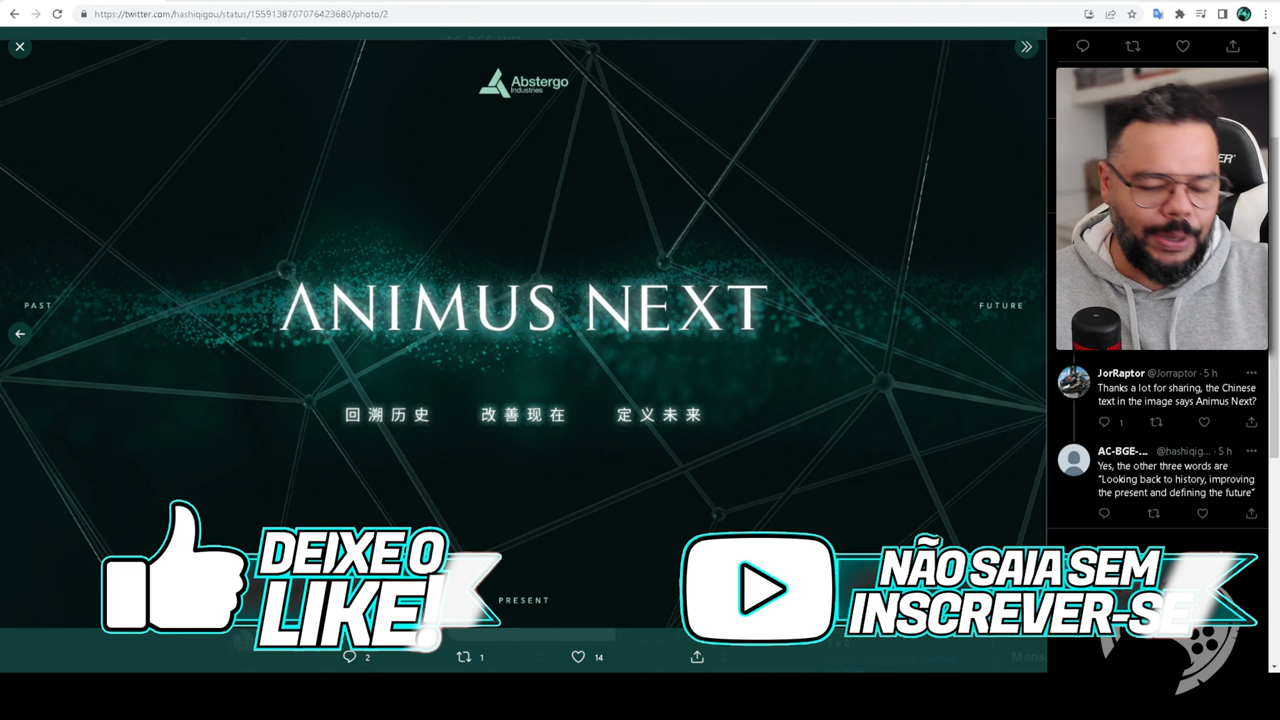 https://twitter.com/hashiqigou/status/1559138707076423680/photo/2
Abstergo
Industries
PAST
FUTURE
ANIMUS NEXT
回溯历史 改善现在 定义未来
PRESENT
2 1 14
JorRaptor @Jorraptor · 5 h
Thanks a lot for sharing, the Chinese
text in the image says Animus Next?
1
AC-BGE-... @hashiqig... · 5 h
Yes, the other three words are
“Looking back to history, improving
the present and defining the future”
DEIXE O
LIKE!
NÃO SAIA SEM
INSCREVER-SE